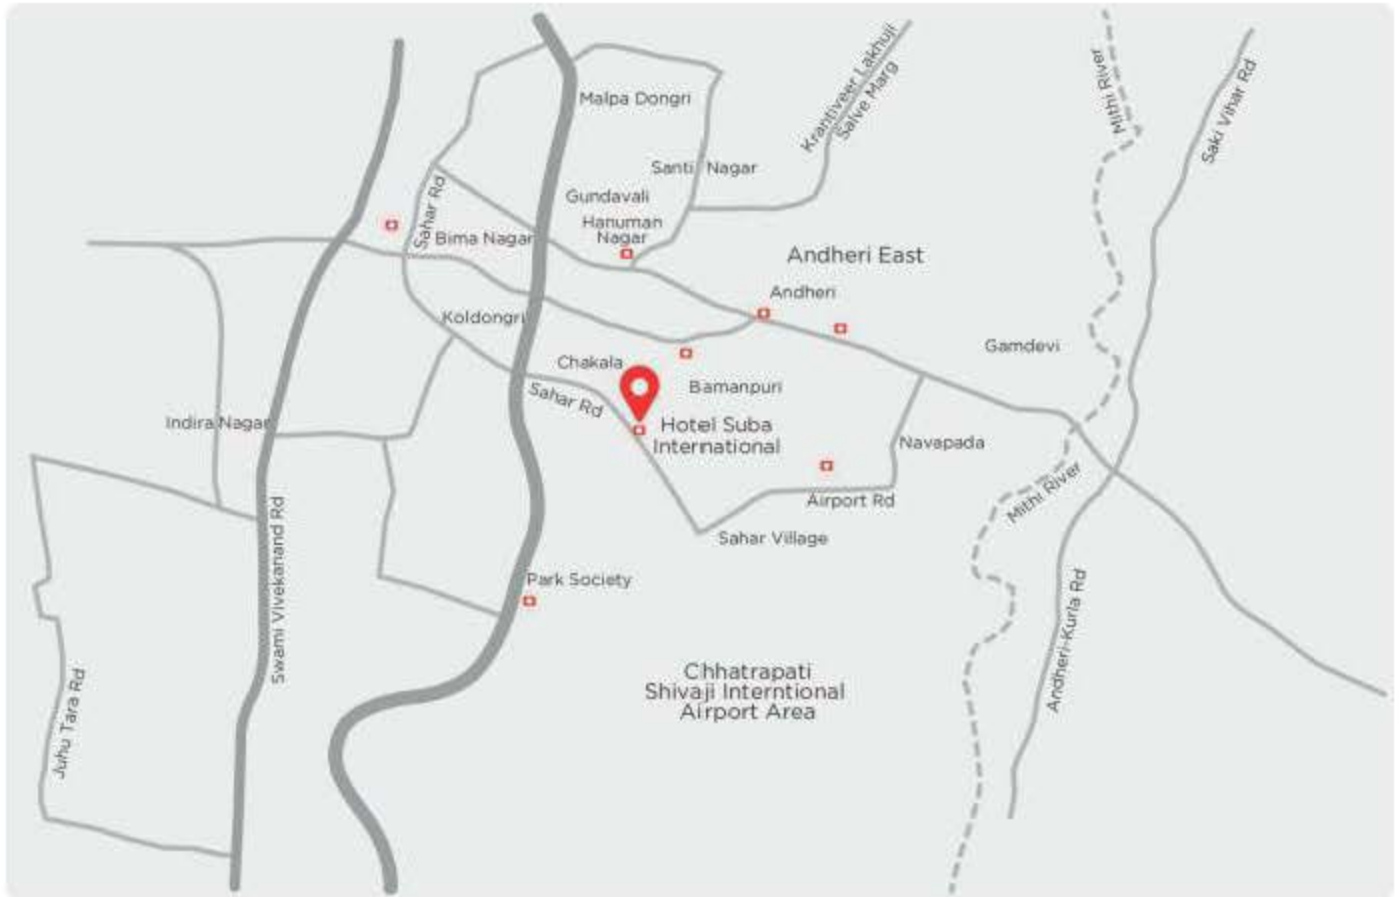 Malpa Dongri
Krantiveer Lakhuji
Salve Marg
Mithi River
Saki Vihar Rd
Santi Nagar
Sahar Rd
Gundavali
Hanuman
Nagar
Bima Nagar
Andheri East
Andheri
Koldongri
Gamdevi
Chakala
Bamanpuri
Sahar Rd
Indira Nagar
Hotel Suba
International
Navapada
Mithi River
Airport Rd
Sahar Village
Swami Vivekanand Rd
Park Society
Andheri-Kurla Rd
Juhu Tara Rd
Chhatrapati
Shivaji Interntional
Airport Area